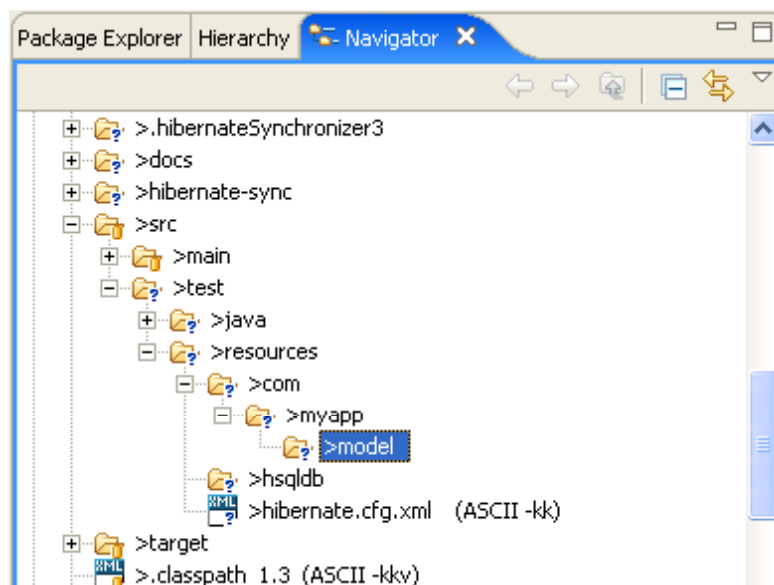 Package Explorer Hierarchy Navigator
>.hibernateSynchronizer3
>docs
>hibernate-sync
>src
>main
>test
>java
>resources
>com
>myapp
>model
>hsqldb
>hibernate.cfg.xml (ASCII -kk)
>target
>.classpath 1.3 (ASCII -kkv)